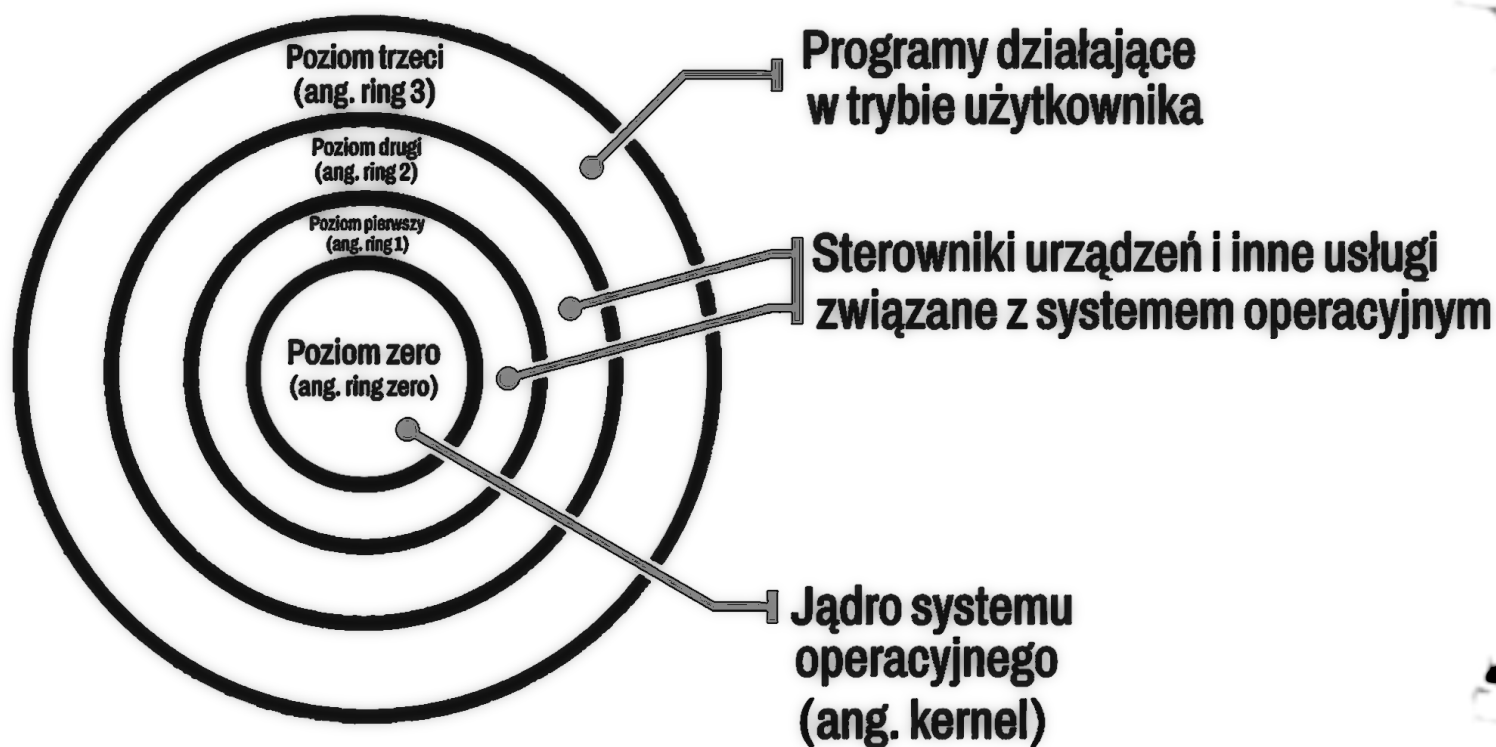 Poziom trzeci
(ang. ring 3)
Poziom drugi
(ang. ring 2)
Poziom pierwszy
(ang. ring 1)
Poziom zero
(ang. ring zero)
Programy działające
w trybie użytkownika
Sterowniki urządzeń i inne usługi
związane z systemem operacyjnym
Jądro systemu
operacyjnego
(ang. kernel)